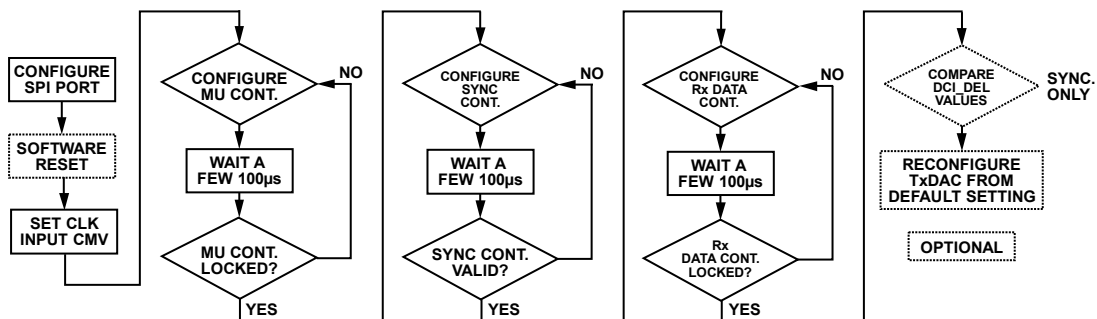 CONFIGURE
SPI PORT
SOFTWARE
RESET
SET CLK
INPUT CMV
CONFIGURE
MU CONT.
NO
WAIT A
FEW 100µs
MU CONT.
LOCKED?
YES
CONFIGURE
SYNC
CONT.
NO
WAIT A
FEW 100µs
SYNC CONT.
VALID?
YES
CONFIGURE
Rx DATA
CONT.
NO
WAIT A
FEW 100µs
Rx
DATA CONT.
LOCKED?
YES
COMPARE
DCI_DEL
VALUES
SYNC.
ONLY
RECONFIGURE
TxDAC FROM
DEFAULT SETTING
OPTIONAL